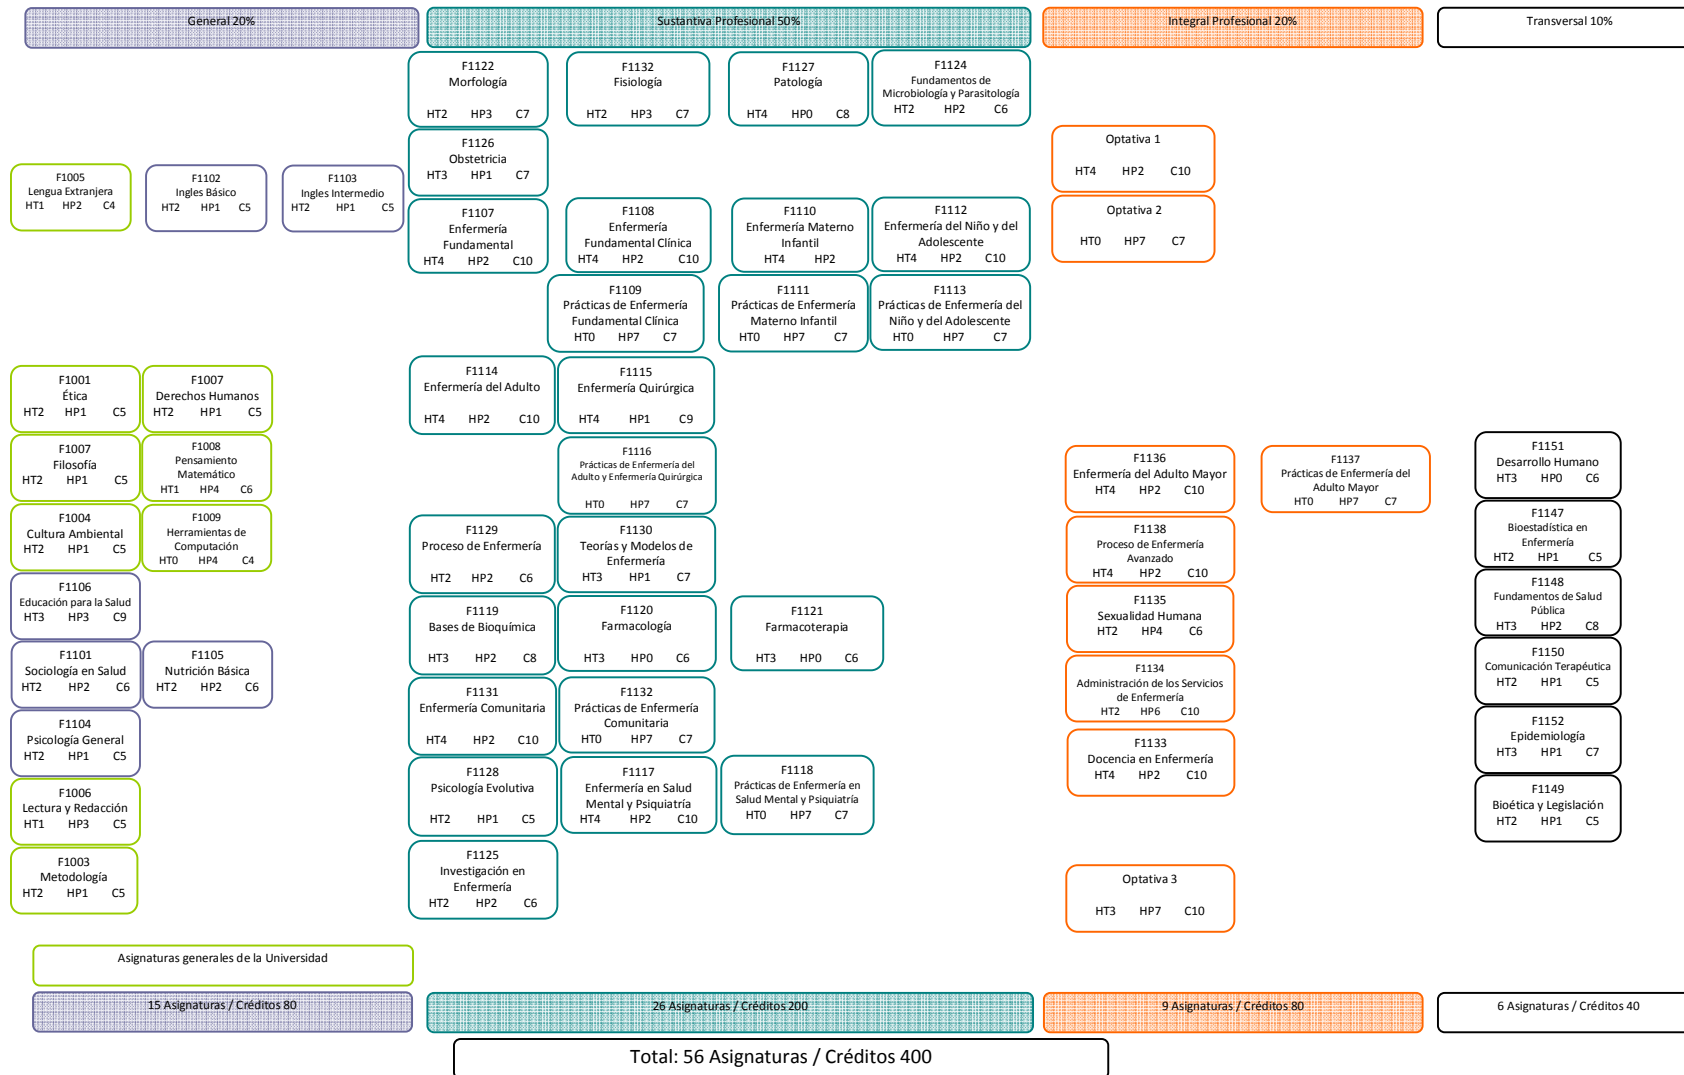 General 20%
Sustantiva Profesional 50%
Integral Profesional 20%
Transversal 10%
F1122
Morfología
HT2 HP3 C7
F1132
Fisiología
HT2 HP3 C7
F1127
Patología
HT4 HP0 C8
F1124
Fundamentos de
Microbiología y Parasitología
HT2 HP2 C6
F1126
Obstetricia
HT3 HP1 C7
Optativa 1
HT4 HP2 C10
F1005
Lengua Extranjera
HT1 HP2 C4
F1102
Ingles Básico
HT2 HP1 C5
F1103
Ingles Intermedio
HT2 HP1 C5
F1107
Enfermería
Fundamental
HT4 HP2 C10
F1108
Enfermería
Fundamental Clínica
HT4 HP2 C10
F1110
Enfermería Materno
Infantil
HT4 HP2
F1112
Enfermería del Niño y del
Adolescente
HT4 HP2 C10
Optativa 2
HT0 HP7 C7
F1109
Prácticas de Enfermería
Fundamental Clínica
HT0 HP7 C7
F1111
Prácticas de Enfermería
Materno Infantil
HT0 HP7 C7
F1113
Prácticas de Enfermería del
Niño y del Adolescente
HT0 HP7 C7
F1001
Ética
HT2 HP1 C5
F1007
Derechos Humanos
HT2 HP1 C5
F1114
Enfermería del Adulto
HT4 HP2 C10
F1115
Enfermería Quirúrgica
HT4 HP1 C9
F1007
Filosofía
HT2 HP1 C5
F1008
Pensamiento
Matemático
HT1 HP4 C6
F1116
Prácticas de Enfermería del
Adulto y Enfermería Quirúrgica
HT0 HP7 C7
F1136
Enfermería del Adulto Mayor
HT4 HP2 C10
F1137
Prácticas de Enfermería del
Adulto Mayor
HT0 HP7 C7
F1151
Desarrollo Humano
HT3 HP0 C6
F1004
Cultura Ambiental
HT2 HP1 C5
F1009
Herramientas de
Computación
HT0 HP4 C4
F1129
Proceso de Enfermería
HT2 HP2 C6
F1130
Teorías y Modelos de
Enfermería
HT3 HP1 C7
F1138
Proceso de Enfermería
Avanzado
HT4 HP2 C10
F1147
Bioestadística en
Enfermería
HT2 HP1 C5
F1106
Educación para la Salud
HT3 HP3 C9
F1119
Bases de Bioquímica
HT3 HP2 C8
F1120
Farmacología
HT3 HP0 C6
F1121
Farmacoterapia
HT3 HP0 C6
F1135
Sexualidad Humana
HT2 HP4 C6
F1148
Fundamentos de Salud
Pública
HT3 HP2 C8
F1101
Sociología en Salud
HT2 HP2 C6
F1105
Nutrición Básica
HT2 HP2 C6
F1131
Enfermería Comunitaria
HT4 HP2 C10
F1132
Prácticas de Enfermería
Comunitaria
HT0 HP7 C7
F1134
Administración de los Servicios
de Enfermería
HT2 HP6 C10
F1150
Comunicación Terapéutica
HT2 HP1 C5
F1104
Psicología General
HT2 HP1 C5
F1128
Psicología Evolutiva
HT2 HP1 C5
F1117
Enfermería en Salud
Mental y Psiquiatría
HT4 HP2 C10
F1118
Prácticas de Enfermería en
Salud Mental y Psiquiatría
HT0 HP7 C7
F1133
Docencia en Enfermería
HT4 HP2 C10
F1152
Epidemiología
HT3 HP1 C7
F1006
Lectura y Redacción
HT1 HP3 C5
F1149
Bioética y Legislación
HT2 HP1 C5
F1003
Metodología
HT2 HP1 C5
F1125
Investigación en
Enfermería
HT2 HP2 C6
Optativa 3
HT3 HP7 C10
Asignaturas generales de la Universidad
15 Asignaturas / Créditos 80
26 Asignaturas / Créditos 200
9 Asignaturas / Créditos 80
6 Asignaturas / Créditos 40
Total: 56 Asignaturas / Créditos 400